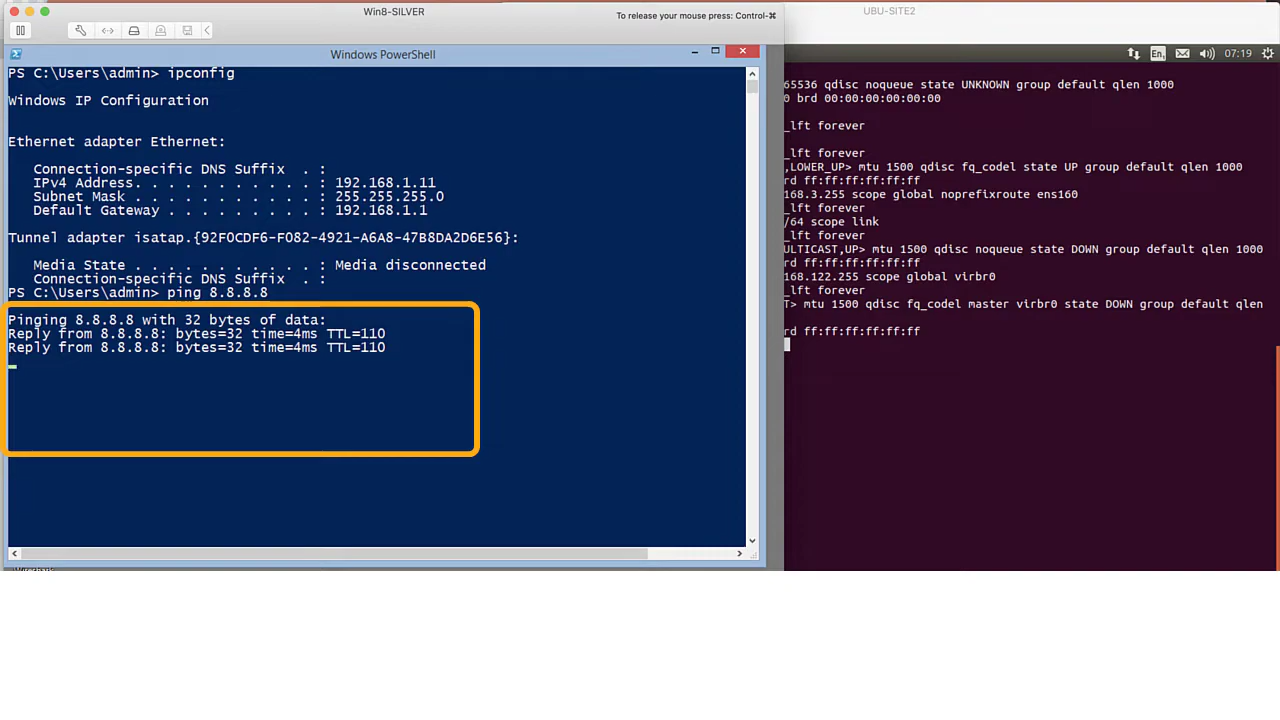 Win8-SILVER
To release your mouse press: Control-⌘
UBU-SITE2
Windows PowerShell
En
07:19
PS C:\Users\admin> ipconfig
Windows IP Configuration
Ethernet adapter Ethernet:
Connection-specific DNS Suffix . :
IPv4 Address. . . . . . . . . . . : 192.168.1.11
Subnet Mask . . . . . . . . . . . : 255.255.255.0
Default Gateway . . . . . . . . . : 192.168.1.1
Tunnel adapter isatap.{92F0CDF6-F082-4921-A6A8-47B8DA2D6E56}:
Media State . . . . . . . . . . . : Media disconnected
Connection-specific DNS Suffix . :
PS C:\Users\admin> ping 8.8.8.8
Pinging 8.8.8.8 with 32 bytes of data:
Reply from 8.8.8.8: bytes=32 time=4ms TTL=110
Reply from 8.8.8.8: bytes=32 time=4ms TTL=110
65536 qdisc noqueue state UNKNOWN group default qlen 1000
0 brd 00:00:00:00:00:00
_lft forever
_lft forever
,LOWER_UP> mtu 1500 qdisc fq_codel state UP group default qlen 1000
rd ff:ff:ff:ff:ff:ff
168.3.255 scope global noprefixroute ens160
_lft forever
/64 scope link
_lft forever
ULTICAST,UP> mtu 1500 qdisc noqueue state DOWN group default qlen 1000
rd ff:ff:ff:ff:ff:ff
168.122.255 scope global virbr0
_lft forever
T> mtu 1500 qdisc fq_codel master virbr0 state DOWN group default qlen
rd ff:ff:ff:ff:ff:ff